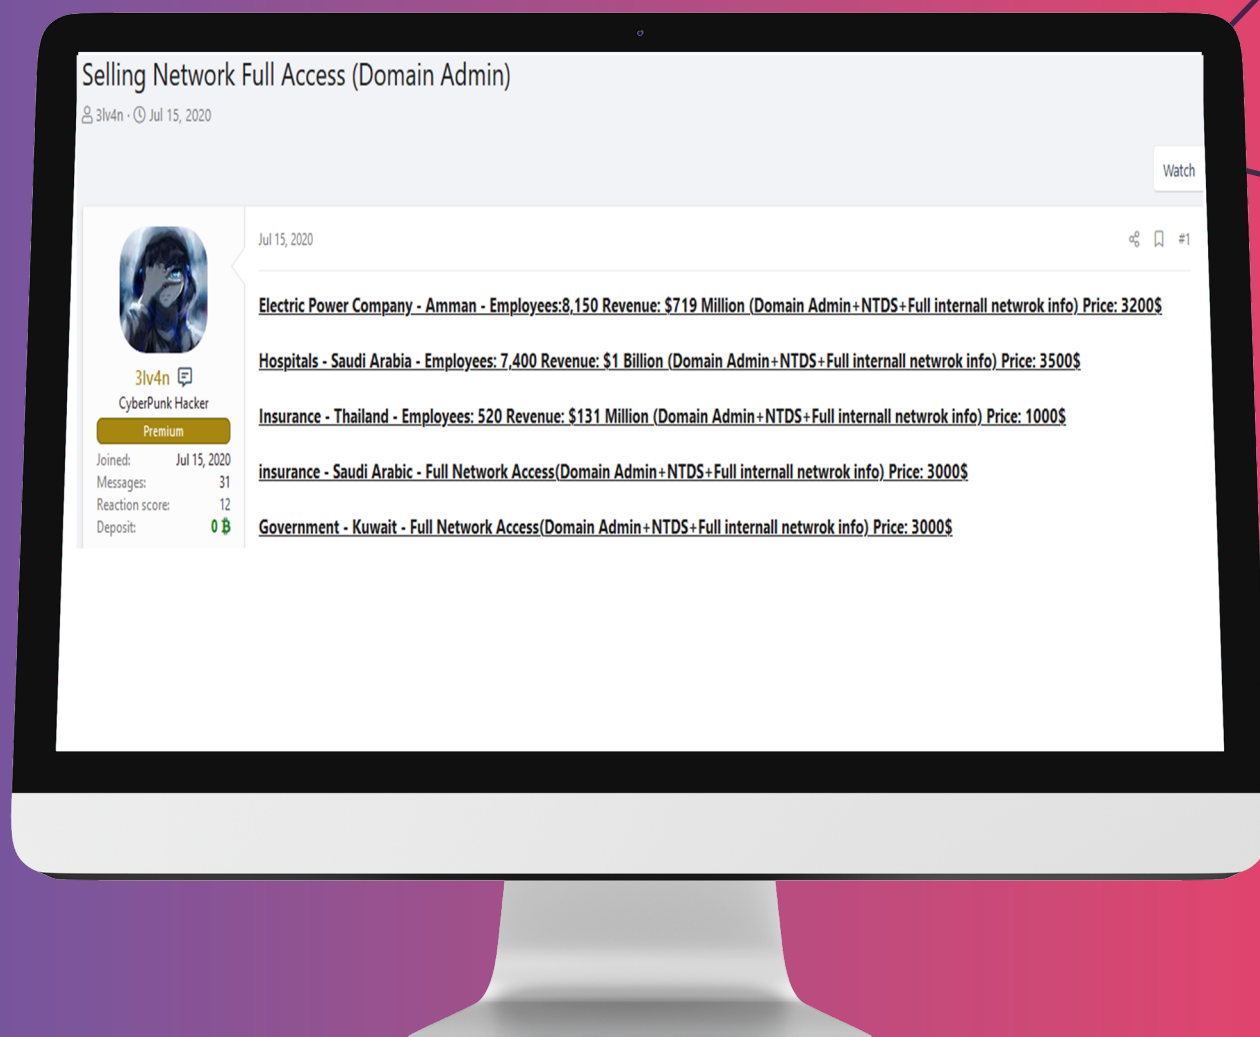 Selling Network Full Access (Domain Admin)
3lv4n · Jul 15, 2020
Watch
Jul 15, 2020
#1
Electric Power Company - Amman - Employees:8,150 Revenue: $719 Million (Domain Admin+NTDS+Full internall netwrok info) Price: 3200$
Hospitals - Saudi Arabia - Employees: 7,400 Revenue: $1 Billion (Domain Admin+NTDS+Full internall netwrok info) Price: 3500$
Insurance - Thailand - Employees: 520 Revenue: $131 Million (Domain Admin+NTDS+Full internall netwrok info) Price: 1000$
insurance - Saudi Arabic - Full Network Access(Domain Admin+NTDS+Full internall netwrok info) Price: 3000$
Government - Kuwait - Full Network Access(Domain Admin+NTDS+Full internall netwrok info) Price: 3000$
3lv4n
CyberPunk Hacker
Premium
Joined: Jul 15, 2020
Messages: 31
Reaction score: 12
Deposit: 0 ₿